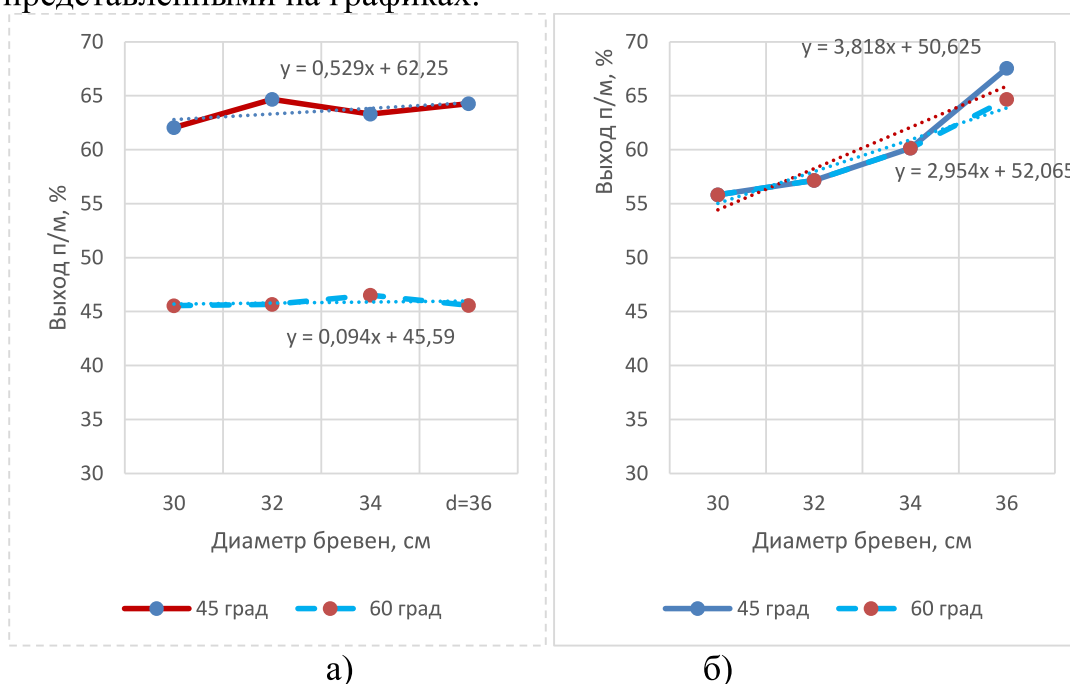 представленными на графиках.
70
65
60
55
50
45
40
35
30
Выход п/м, %
y = 0,529x + 62,25
y = 0,094x + 45,59
30 32 34 d=36
Диаметр бревен, см
45 град 60 град
а)
70
65
60
55
50
45
40
35
30
Выход п/м, %
y = 3,818x + 50,625
y = 2,954x + 52,065
30 32 34 36
Диаметр бревен, см
45 град 60 град
б)